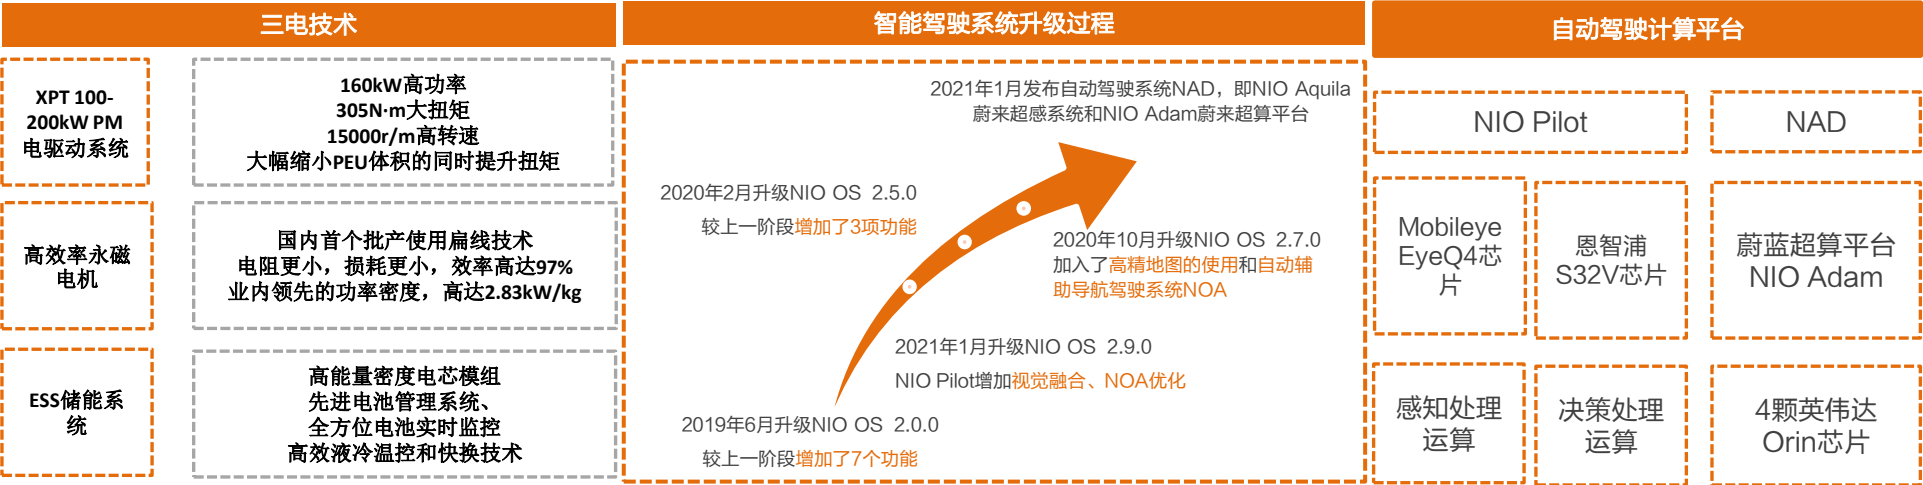 三电技术
XPT 100-
200kW PM
电驱动系统
160kW高功率
305N·m大扭矩
15000r/m高转速
大幅缩小PEU体积的同时提升扭矩
高效率永磁
电机
国内首个批产使用扁线技术
电阻更小，损耗更小，效率高达97%
业内领先的功率密度，高达2.83kW/kg
ESS储能系
统
高能量密度电芯模组
先进电池管理系统、
全方位电池实时监控
高效液冷温控和快换技术
智能驾驶系统升级过程
2021年1月发布自动驾驶系统NAD，即NIO Aquila
蔚来超感系统和NIO Adam蔚来超算平台
2020年2月升级NIO OS 2.5.0
较上一阶段增加了3项功能
2020年10月升级NIO OS 2.7.0
加入了高精地图的使用和自动辅
助导航驾驶系统NOA
2021年1月升级NIO OS 2.9.0
NIO Pilot增加视觉融合、NOA优化
2019年6月升级NIO OS 2.0.0
较上一阶段增加了7个功能
自动驾驶计算平台
NIO Pilot
NAD
Mobileye
EyeQ4芯
片
恩智浦
S32V芯片
蔚蓝超算平台
NIO Adam
感知处理
运算
决策处理
运算
4颗英伟达
Orin芯片